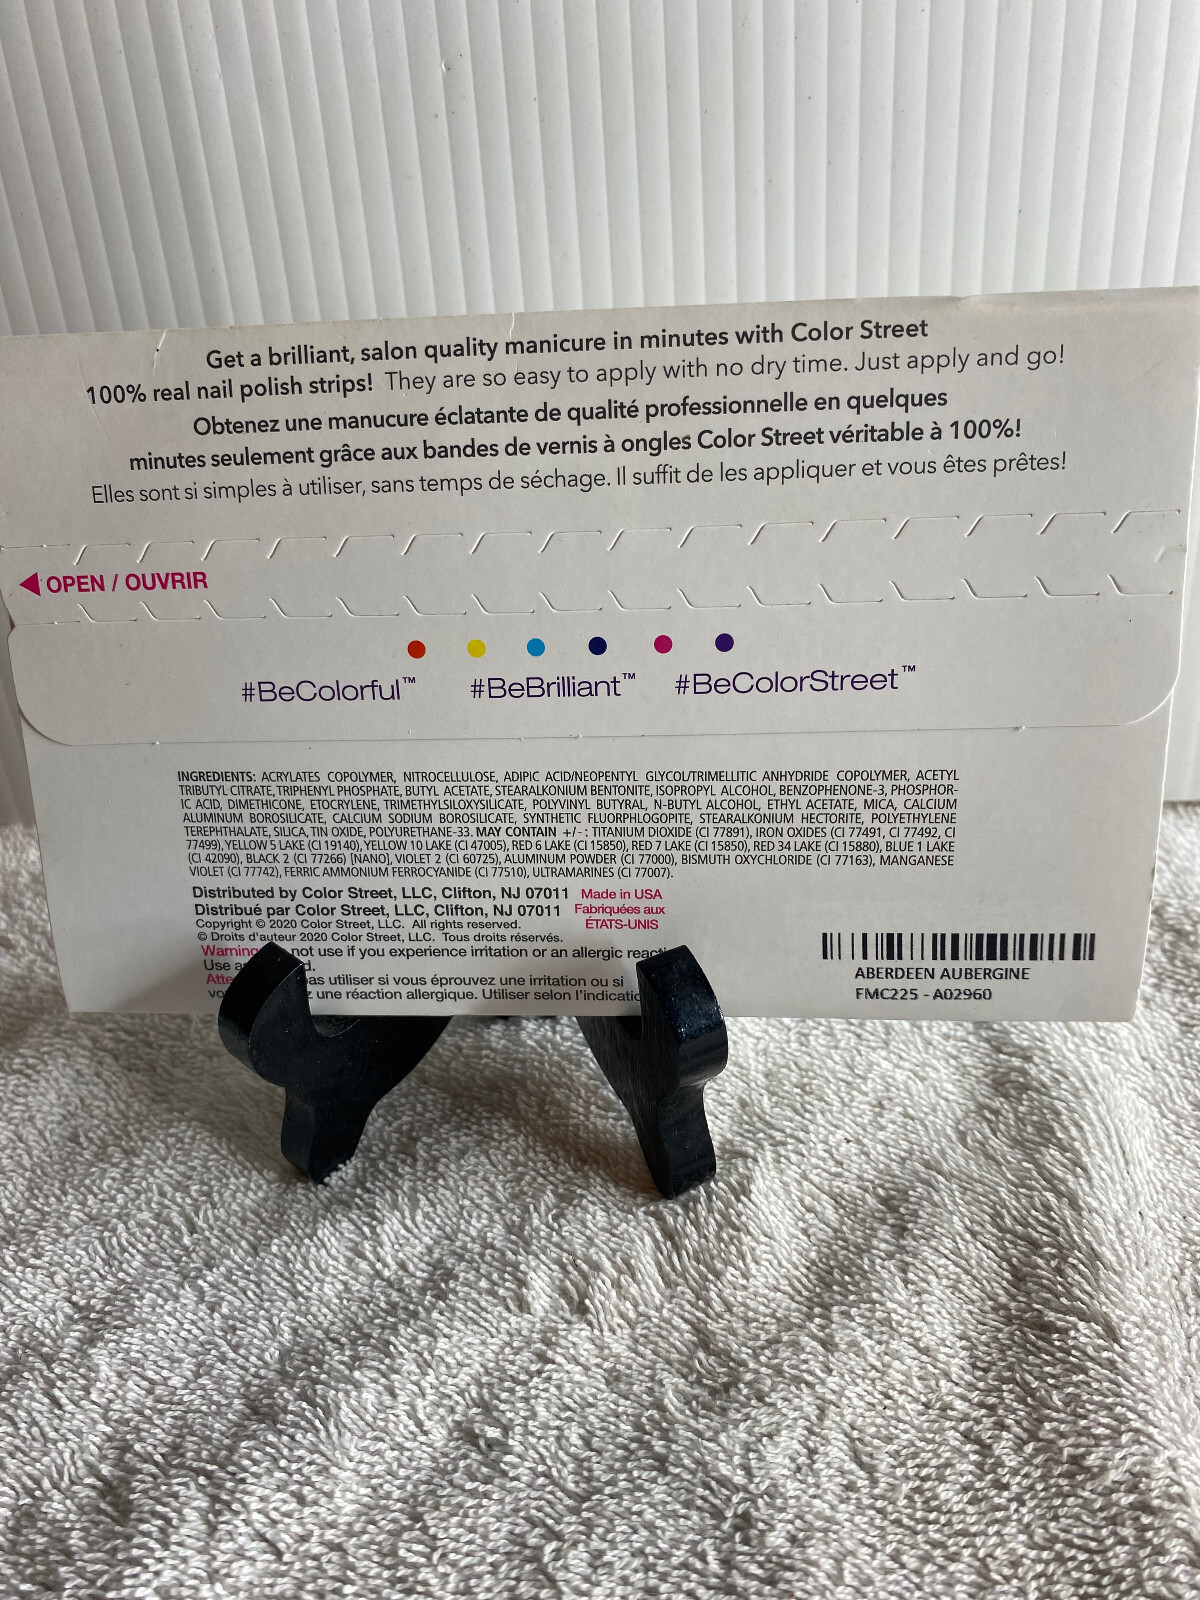 Get a brilliant, salon quality manicure in minutes with Color Street
100% real nail polish strips! They are so easy to apply with no dry time. Just apply and go!
Obtenez une manucure éclatante de qualité professionnelle en quelques
minutes seulement grâce aux bandes de vernis à ongles Color Street véritable à 100%!
Elles sont si simples à utiliser, sans temps de séchage. Il suffit de les appliquer et vous êtes prêtes!
OPEN / OUVRIR
#BeColorful™ #BeBrilliant™ #BeColorStreet™
INGREDIENTS: ACRYLATES COPOLYMER, NITROCELLULOSE, ADIPIC ACID/NEOPENTYL GLYCOL/TRIMELLITIC ANHYDRIDE COPOLYMER, ACETYL
TRIBUTYL CITRATE, TRIPHENYL PHOSPHATE, BUTYL ACETATE, STEARALKONIUM BENTONITE, ISOPROPYL ALCOHOL, BENZOPHENONE-3, PHOSPHOR-
IC ACID, DIMETHICONE, ETOCRYLENE, TRIMETHYLSILOXYSILICATE, POLYVINYL BUTYRAL, N-BUTYL ALCOHOL, ETHYL ACETATE, MICA, CALCIUM
ALUMINUM BOROSILICATE, CALCIUM SODIUM BOROSILICATE, SYNTHETIC FLUORPHLOGOPITE, STEARALKONIUM HECTORITE, POLYETHYLENE
TEREPHTHALATE, SILICA, TIN OXIDE, POLYURETHANE-33. MAY CONTAIN +/-: TITANIUM DIOXIDE (CI 77891), IRON OXIDES (CI 77491, CI 77492, CI
77499), YELLOW 5 LAKE (CI 19140), YELLOW 10 LAKE (CI 47005), RED 6 LAKE (CI 15850), RED 7 LAKE (CI 15850), RED 34 LAKE (CI 15880), BLUE 1 LAKE
(CI 42090), BLACK 2 (CI 77266) [NANO], VIOLET 2 (CI 60725), ALUMINUM POWDER (CI 77000), BISMUTH OXYCHLORIDE (CI 77163), MANGANESE
VIOLET (CI 77742), FERRIC AMMONIUM FERROCYANIDE (CI 77510), ULTRAMARINES (CI 77007).
Distributed by Color Street, LLC, Clifton, NJ 07011 Made in USA
Distribué par Color Street, LLC, Clifton, NJ 07011 Fabriquées aux
Copyright © 2020 Color Street, LLC. All rights reserved. ÉTATS-UNIS
© Droits d'auteur 2020 Color Street, LLC. Tous droits réservés.
Warning not use if you experience irritation or an allergic
Use
pas utiliser si vous éprouvez une irritation ou si
une réaction allergique. Utiliser selon
ABERDEEN AUBERGINE
FMC225 - A02960